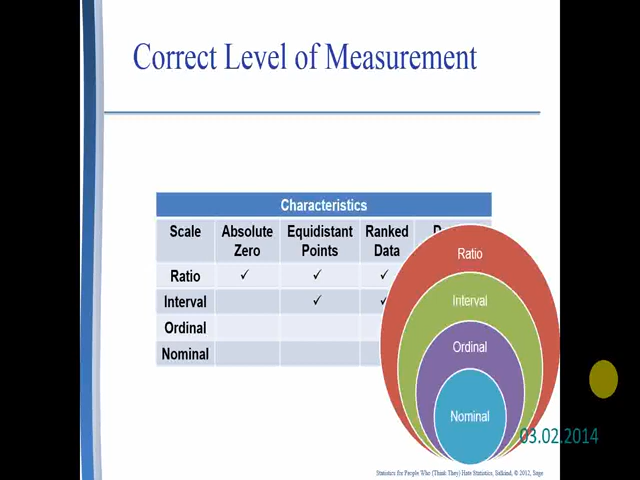 Correct Level of Measurement
Characteristics
Scale Absolute Zero Equidistant Points Ranked Data
Ratio ✓ ✓ ✓
Interval ✓ ✓
Ordinal
Nominal
Ratio
Interval
Ordinal
Nominal
03.02.2014
Statistics for People Who (Think They) Hate Statistics, Salkind, © 2012, Sage